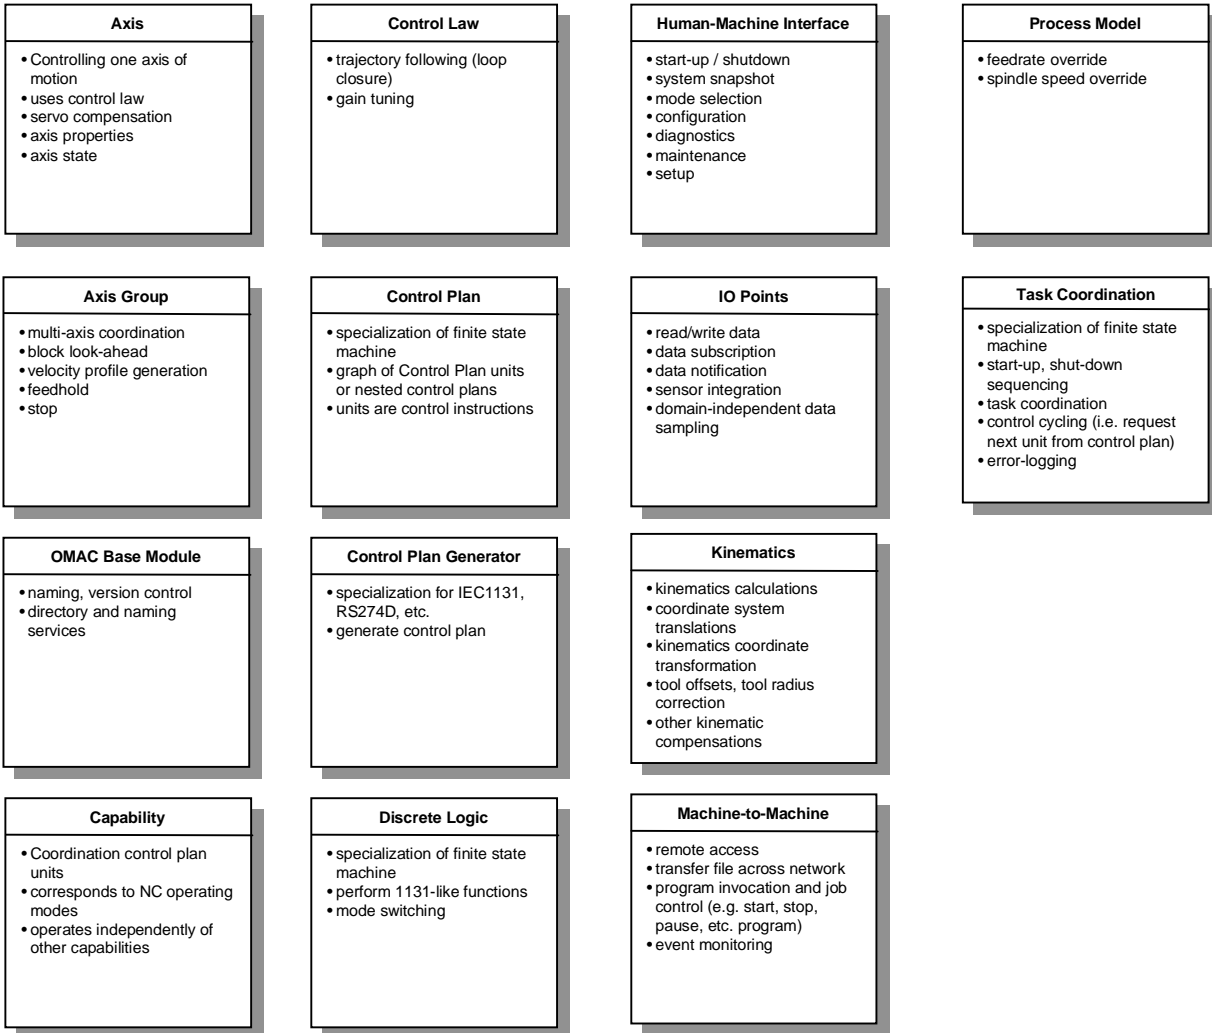 Axis
• Controlling one axis of
motion
• uses control law
• servo compensation
• axis properties
• axis state
Control Law
• trajectory following (loop
closure)
• gain tuning
Human-Machine Interface
• start-up / shutdown
• system snapshot
• mode selection
• configuration
• diagnostics
• maintenance
• setup
Process Model
• feedrate override
• spindle speed override
Axis Group
• multi-axis coordination
• block look-ahead
• velocity profile generation
• feedhold
• stop
Control Plan
• specialization of finite state
machine
• graph of Control Plan units
or nested control plans
• units are control instructions
IO Points
• read/write data
• data subscription
• data notification
• sensor integration
• domain-independent data
sampling
Task Coordination
• specialization of finite state
machine
• start-up, shut-down
sequencing
• task coordination
• control cycling (i.e. request
next unit from control plan)
• error-logging
OMAC Base Module
• naming, version control
• directory and naming
services
Control Plan Generator
• specialization for IEC1131,
RS274D, etc.
• generate control plan
Kinematics
• kinematics calculations
• coordinate system
translations
• kinematics coordinate
transformation
• tool offsets, tool radius
correction
• other kinematic
compensations
Capability
• Coordination control plan
units
• corresponds to NC operating
modes
• operates independently of
other capabilities
Discrete Logic
• specialization of finite state
machine
• perform 1131-like functions
• mode switching
Machine-to-Machine
• remote access
• transfer file across network
• program invocation and job
control (e.g. start, stop,
pause, etc. program)
• event monitoring